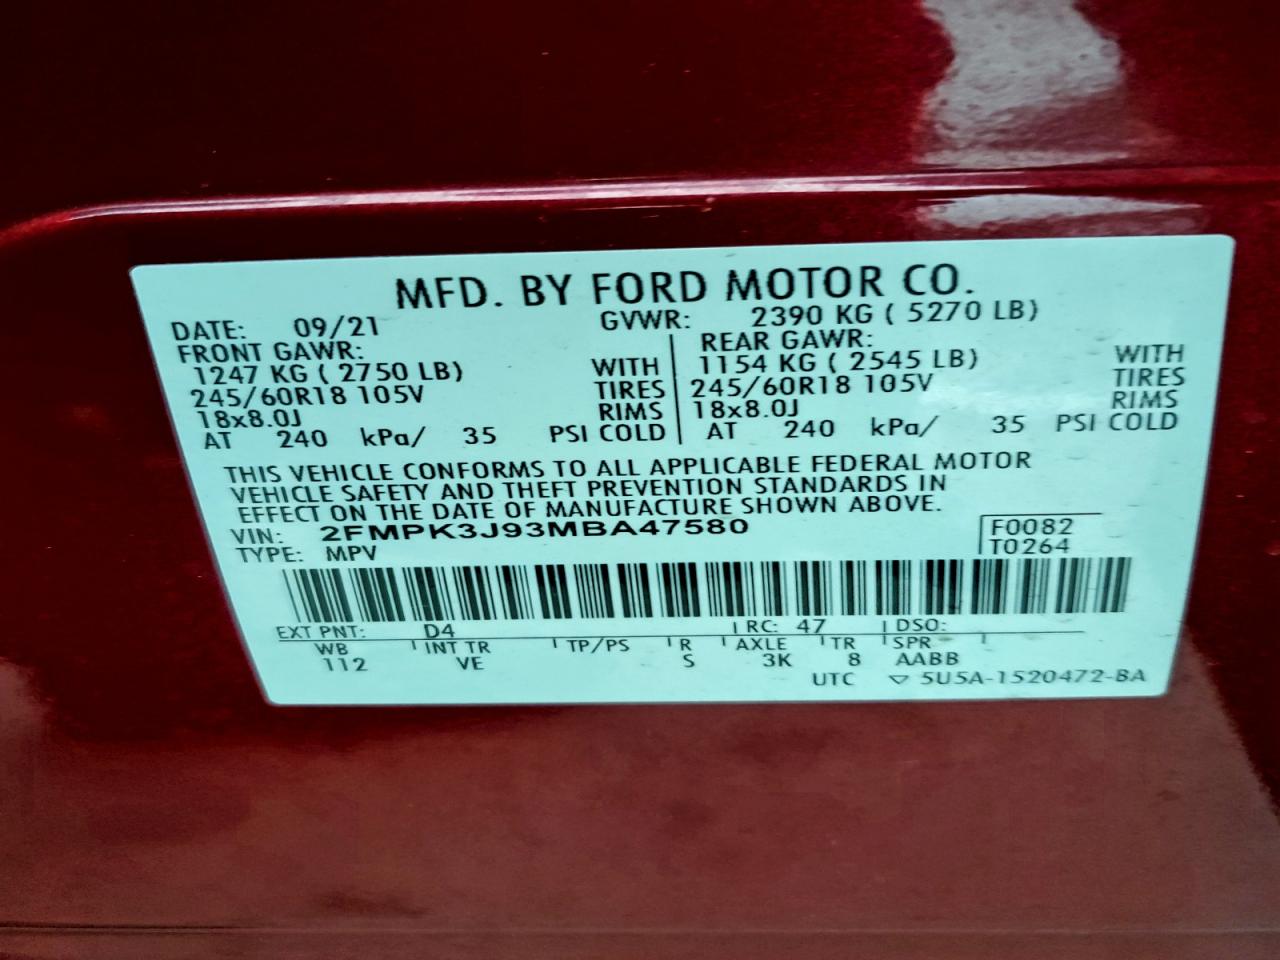 MFD. BY FORD MOTOR CO.
DATE: 09/21 GVWR: 2390 KG ( 5270 LB)
FRONT GAWR: REAR GAWR:
1247 KG ( 2750 LB) WITH 1154 KG ( 2545 LB) WITH
245/60R18 105V TIRES 245/60R18 105V TIRES
18x8.0J RIMS 18x8.0J RIMS
AT 240 kPa/ 35 PSI COLD AT 240 kPa/ 35 PSI COLD
THIS VEHICLE CONFORMS TO ALL APPLICABLE FEDERAL MOTOR
VEHICLE SAFETY AND THEFT PREVENTION STANDARDS IN
EFFECT ON THE DATE OF MANUFACTURE SHOWN ABOVE.
VIN: 2FMPK3J93MBA47580 F0082
TYPE: MPV T0264
EXT PNT: D4 RC: 47 DSO:
WB INT TR TP/PS R AXLE TR SPR
112 VE S 3K 8 AABB
UTC ▽ 5U5A-1520472-BA